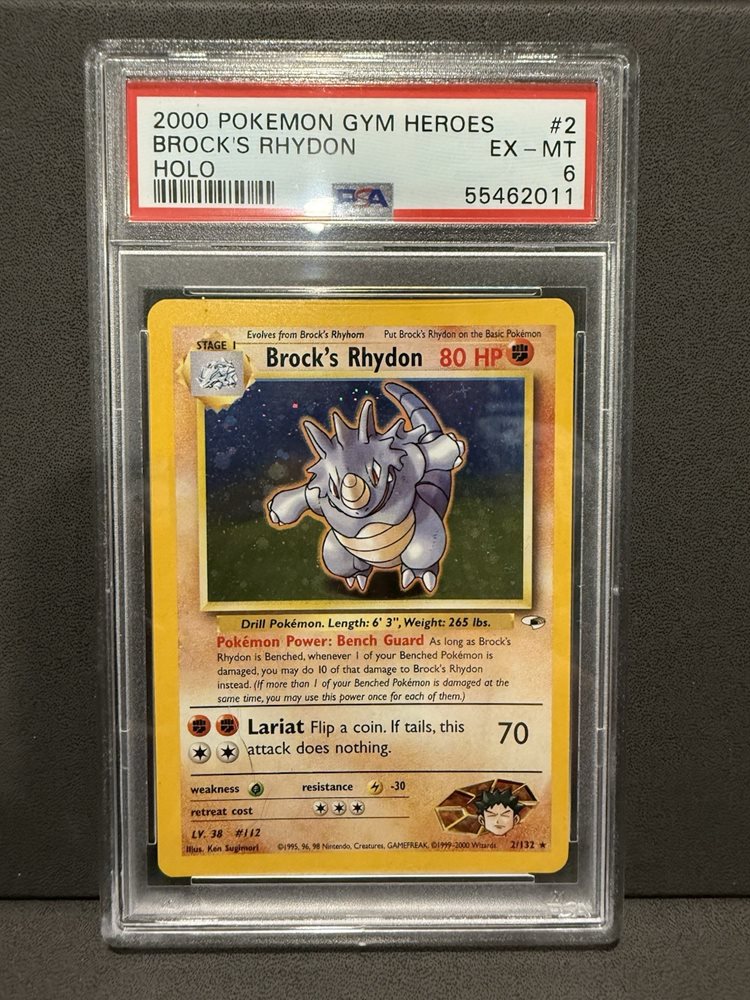 2000 POKEMON GYM HEROES #2
BROCK'S RHYDON EX - MT
HOLO 6
PSA 55462011
Evolves from Brock's Rhyhorn Put Brock's Rhydon on the Basic Pokémon
STAGE 1
Brock's Rhydon 80 HP
Drill Pokémon. Length: 6' 3", Weight: 265 lbs.
Pokémon Power: Bench Guard As long as Brock's
Rhydon is Benched, whenever 1 of your Benched Pokémon is
damaged, you may do 10 of that damage to Brock's Rhydon
instead. (If more than 1 of your Benched Pokémon is damaged at the
same time, you may use this power once for each of them.)
Lariat Flip a coin. If tails, this 70
attack does nothing.
weakness resistance -30
retreat cost
LV. 38 #112
Illus. Ken Sugimori ©1995, 96, 98 Nintendo, Creatures, GAMEFREAK. ©1999-2000 Wizards. 2/132 ★